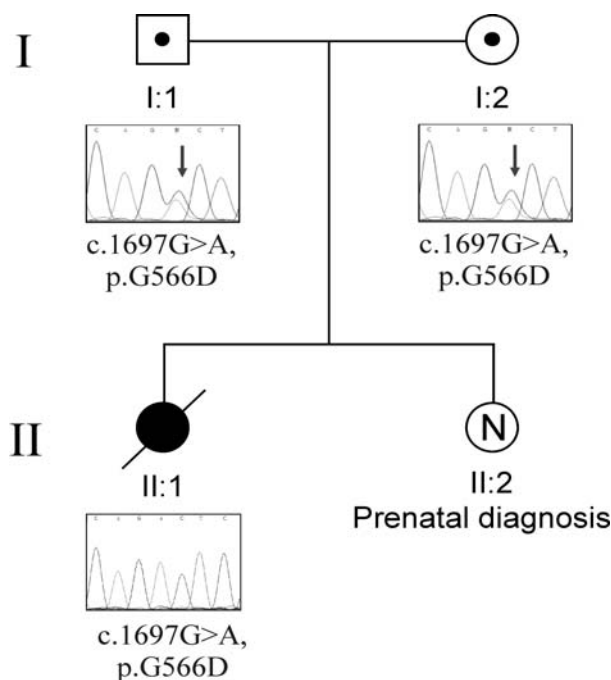 I
I:1
I:2
C A G N C T
C A G N C T
c.1697G>A,
p.G566D
c.1697G>A,
p.G566D
II
N
II:1
II:2
Prenatal diagnosis
c.1697G>A,
p.G566D